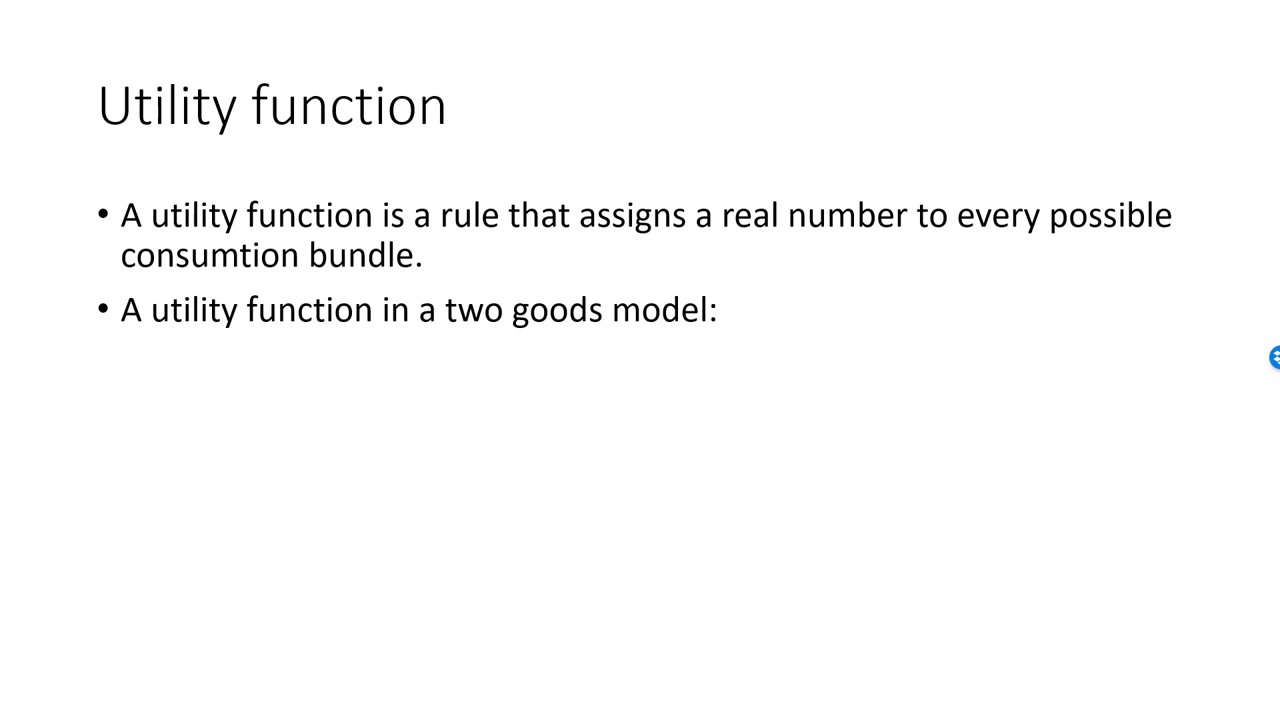 Utility function
• A utility function is a rule that assigns a real number to every possible
consumtion bundle.
• A utility function in a two goods model: